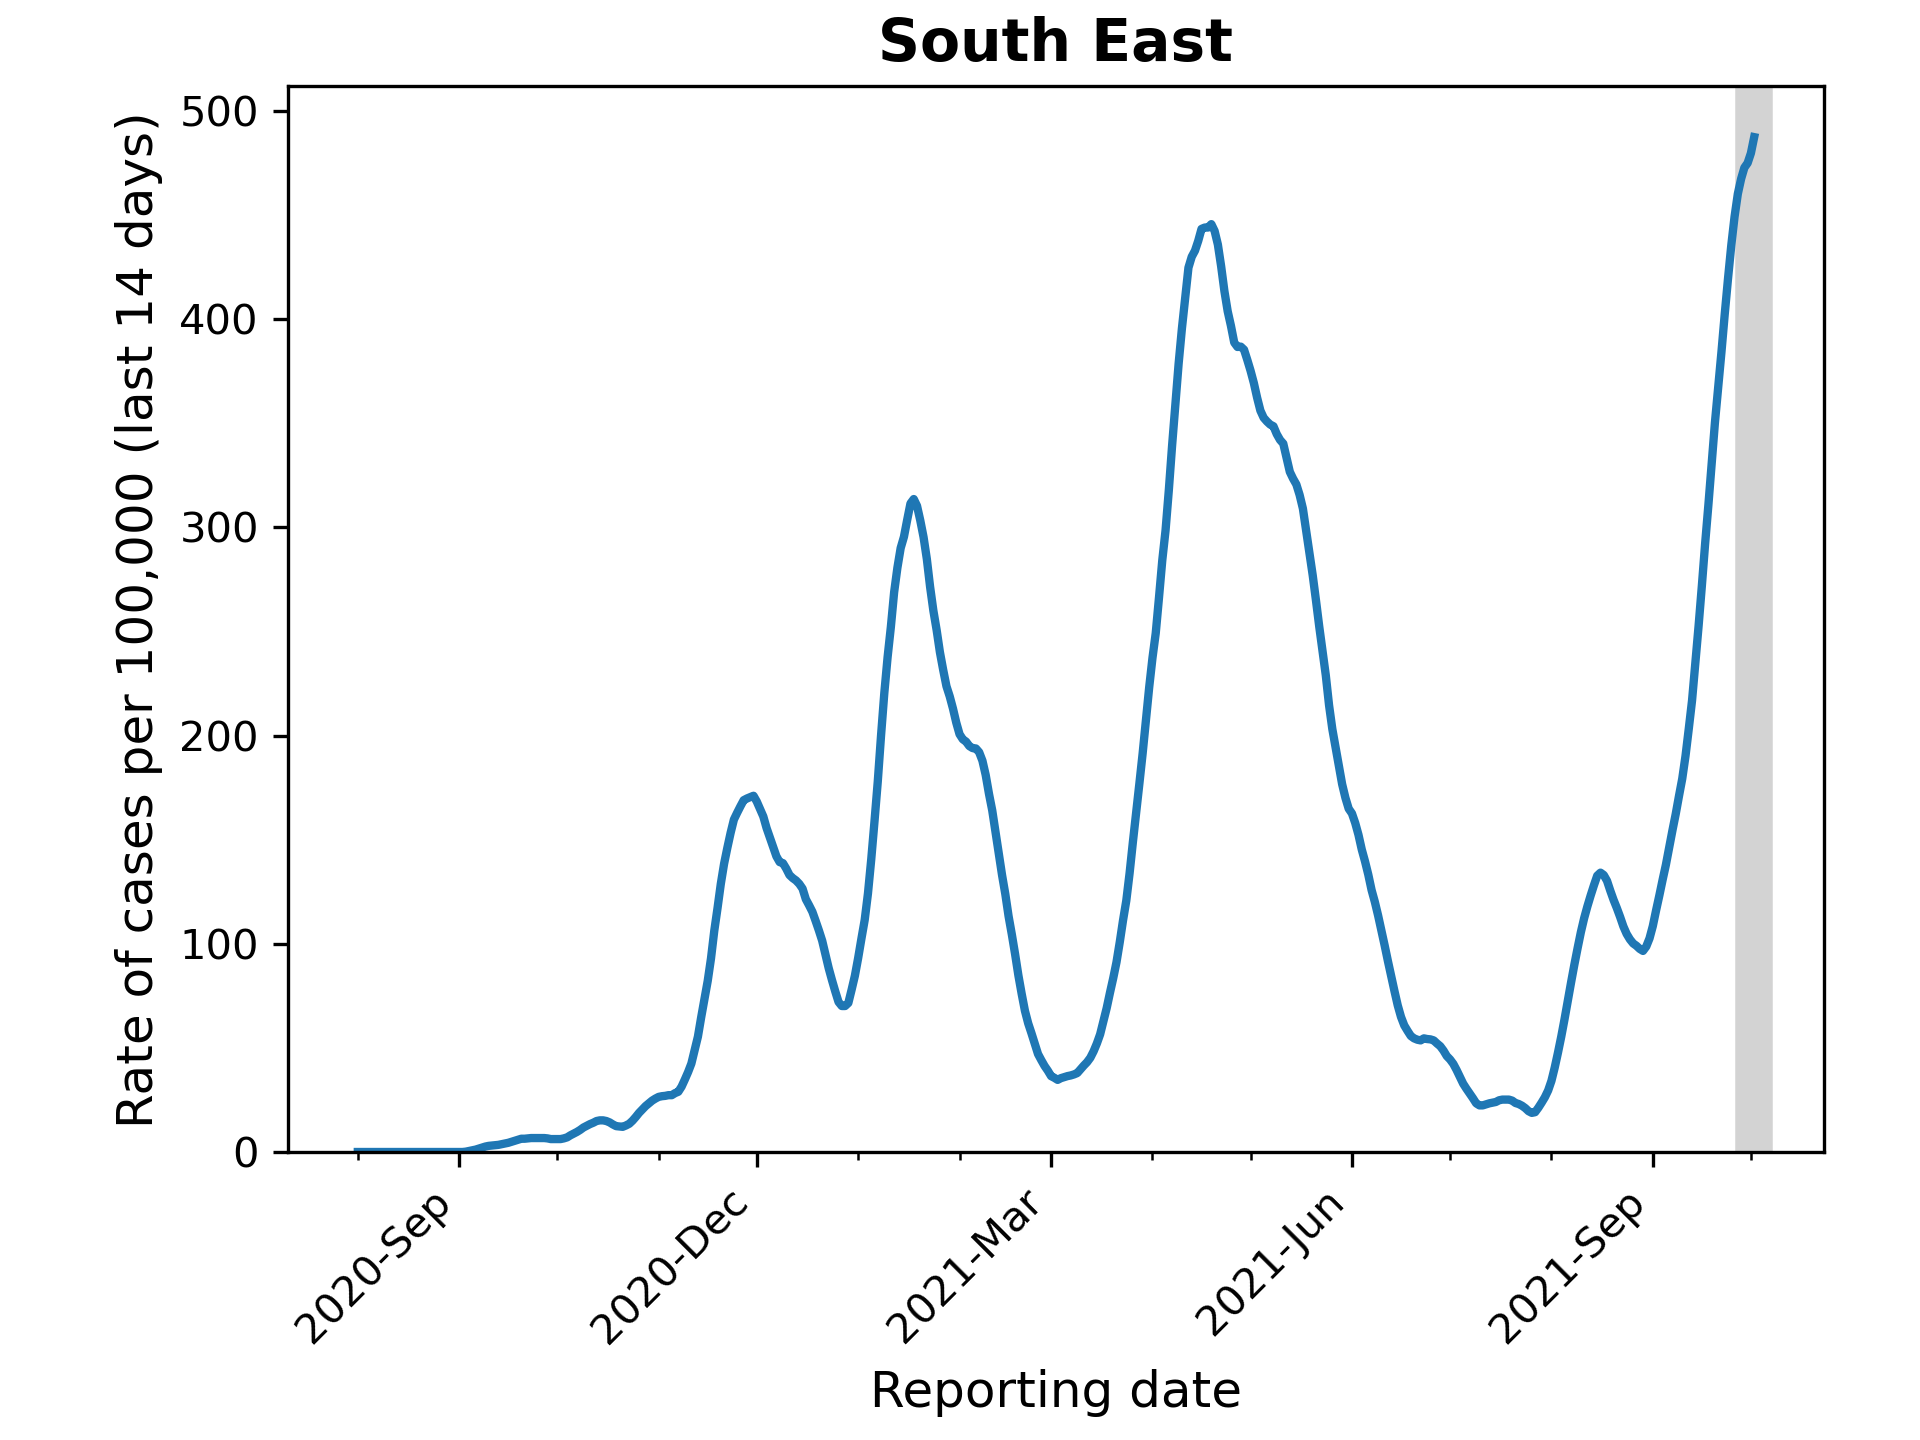 South East
Rate of cases per 100,000 (last 14 days)
500
400
300
200
100
0
2020-Sep
2020-Dec
2021-Mar
2021-Jun
2021-Sep
Reporting date